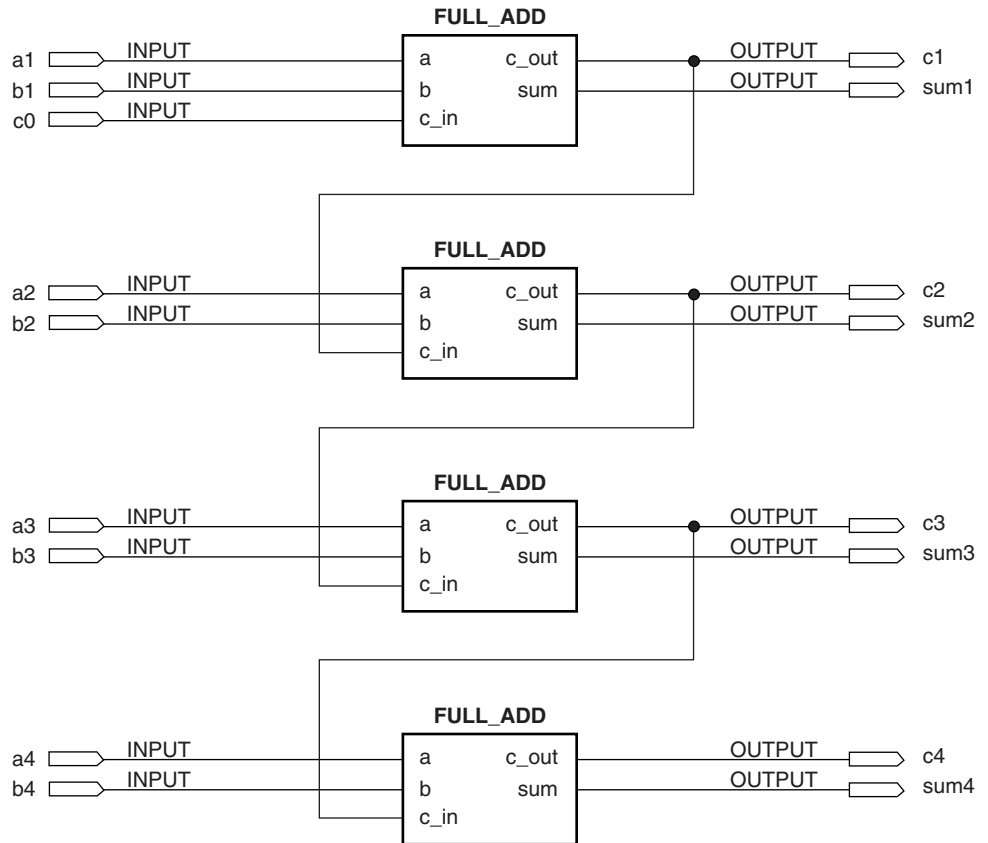 FULL_ADD
a1 INPUT a c_out OUTPUT c1
b1 INPUT b sum OUTPUT sum1
c0 INPUT c_in
FULL_ADD
a2 INPUT a c_out OUTPUT c2
b2 INPUT b sum OUTPUT sum2
c_in
FULL_ADD
a3 INPUT a c_out OUTPUT c3
b3 INPUT b sum OUTPUT sum3
c_in
FULL_ADD
a4 INPUT a c_out OUTPUT c4
b4 INPUT b sum OUTPUT sum4
c_in